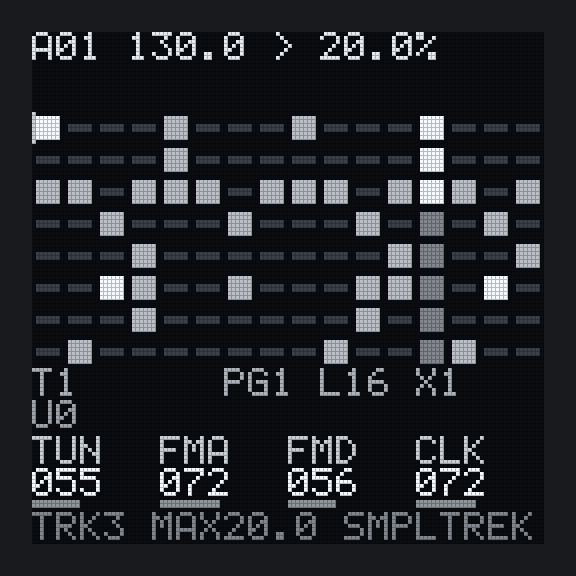 A01 130.0 > 20.0%
T1 PG1 L16 X1
U0
TUN FMA FMD CLK
055 072 056 072
TRK3 MAX20.0 SMPLTREK